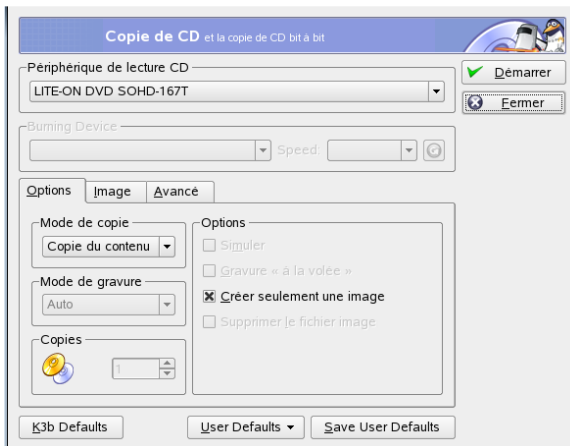 Copie de CD et la copie de CD bit à bit
Périphérique de lecture CD
LITE-ON DVD SOHD-167T
Démarrer
Fermer
Burning Device
Speed:
Options Image Avancé
Mode de copie
Copie du contenu
Mode de gravure
Auto
Copies
1
Options
Simuler
Gravure « à la volée »
Créer seulement une image
Supprimer le fichier image
K3b Defaults User Defaults Save User Defaults